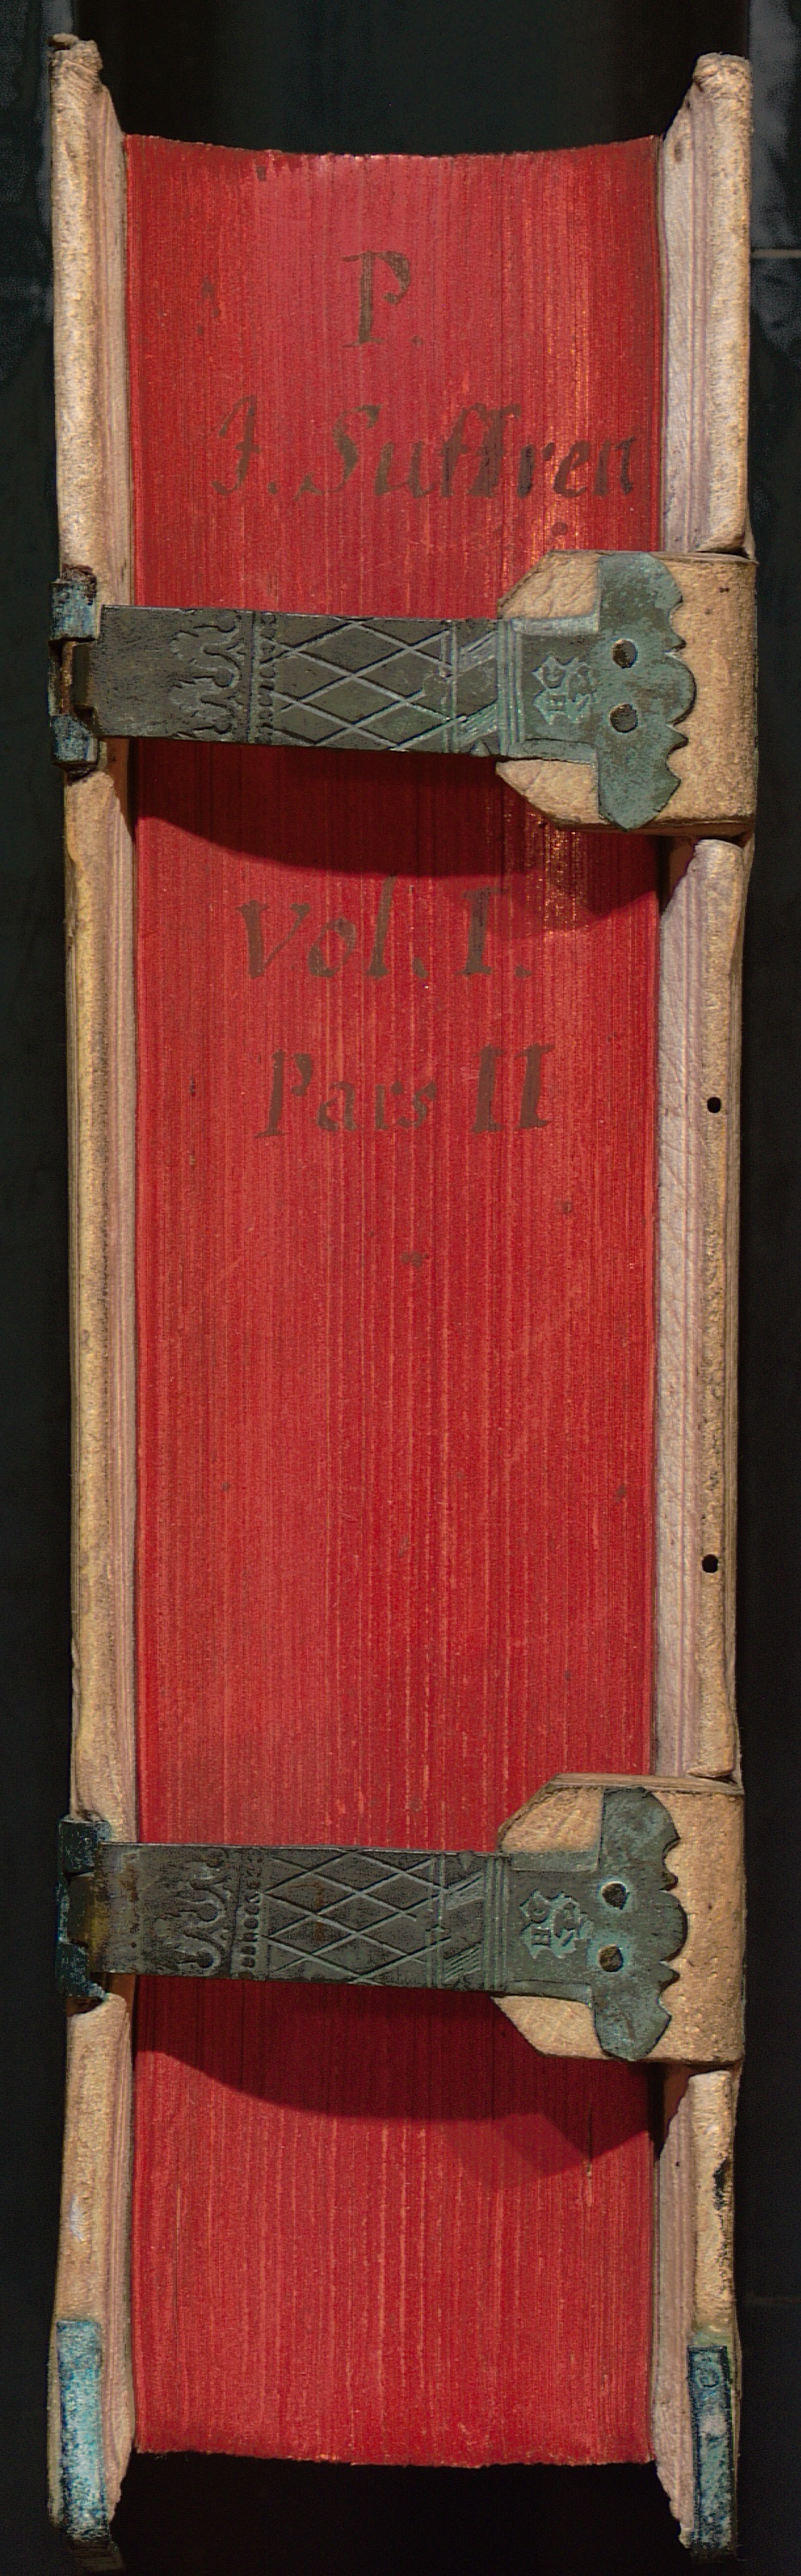 P.
J. Suffren
Vol. I.
Pars II